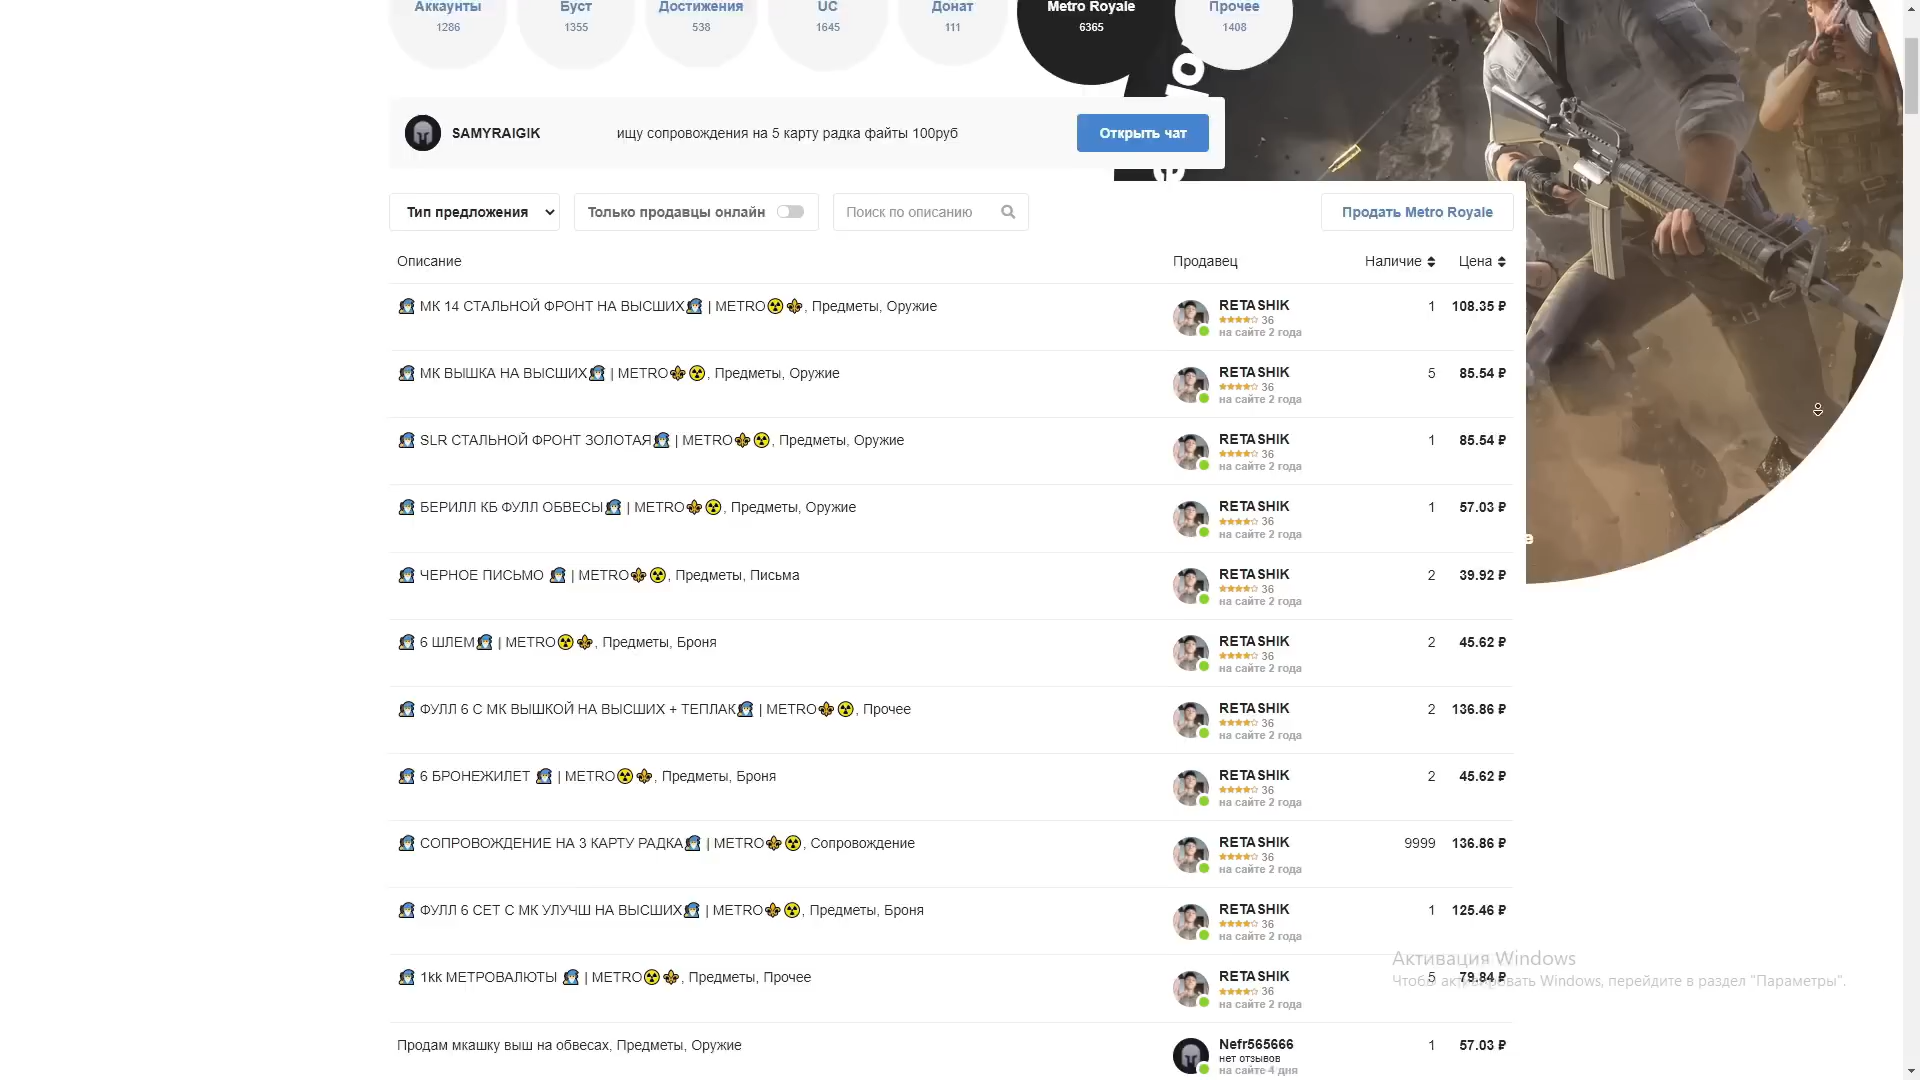 Аккаунты
1286
Буст
1355
Достижения
538
UC
1645
Донат
111
Metro Royale
6365
Прочее
1408
SAMYRAIGIK
ищу сопровождения на 5 карту радка файты 100руб
Открыть чат
Тип предложения
Только продавцы онлайн
Поиск по описанию
Продать Metro Royale
Описание Продавец Наличие Цена
МК 14 СТАЛЬНОЙ ФРОНТ НА ВЫСШИХ | METRO☢️⚜️, Предметы, Оружие
RETASHIK
36
на сайте 2 года
1 108.35 ₽
МК ВЫШКА НА ВЫСШИХ | METRO⚜️☢️, Предметы, Оружие
RETASHIK
36
на сайте 2 года
5 85.54 ₽
SLR СТАЛЬНОЙ ФРОНТ ЗОЛОТАЯ | METRO⚜️☢️, Предметы, Оружие
RETASHIK
36
на сайте 2 года
1 85.54 ₽
БЕРИЛЛ КБ ФУЛЛ ОБВЕСЫ | METRO⚜️☢️, Предметы, Оружие
RETASHIK
36
на сайте 2 года
1 57.03 ₽
ЧЕРНОЕ ПИСЬМО | METRO⚜️☢️, Предметы, Письма
RETASHIK
36
на сайте 2 года
2 39.92 ₽
6 ШЛЕМ | METRO☢️⚜️, Предметы, Броня
RETASHIK
36
на сайте 2 года
2 45.62 ₽
ФУЛЛ 6 С МК ВЫШКОЙ НА ВЫСШИХ + ТЕПЛАК | METRO⚜️☢️, Прочее
RETASHIK
36
на сайте 2 года
2 136.86 ₽
6 БРОНЕЖИЛЕТ | METRO☢️⚜️, Предметы, Броня
RETASHIK
36
на сайте 2 года
2 45.62 ₽
СОПРОВОЖДЕНИЕ НА 3 КАРТУ РАДКА | METRO⚜️☢️, Сопровождение
RETASHIK
36
на сайте 2 года
9999 136.86 ₽
ФУЛЛ 6 СЕТ С МК УЛУЧШ НА ВЫСШИХ | METRO⚜️☢️, Предметы, Броня
RETASHIK
36
на сайте 2 года
1 125.46 ₽
1kk МЕТРОВАЛЮТЫ | METRO☢️⚜️, Предметы, Прочее
RETASHIK
36
на сайте 2 года
5 79.84 ₽
Активация Windows
Чтобы активировать Windows, перейдите в раздел "Параметры".
Продам мкашку выш на обвесах, Предметы, Оружие
Nefr565666
нет отзывов
на сайте 4 дня
1 57.03 ₽